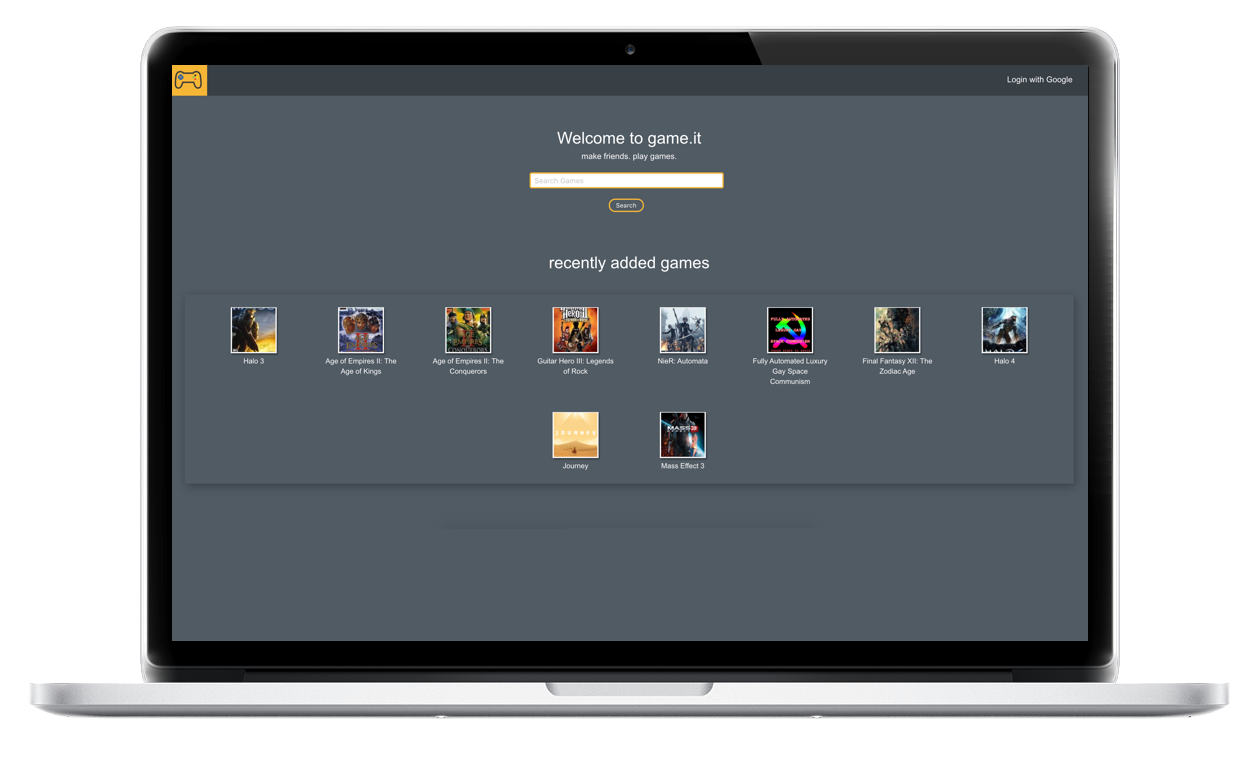 Login with Google
Welcome to game.it
make friends. play games.
Search Games
Search
recently added games
Halo 3
Age of Empires II: The
Age of Kings
Age of Empires II: The
Conquerors
Guitar Hero III: Legends
of Rock
NieR: Automata
Fully Automated Luxury
Gay Space
Communism
Final Fantasy XII: The
Zodiac Age
Halo 4
JOURNEY
Journey
Mass Effect 3